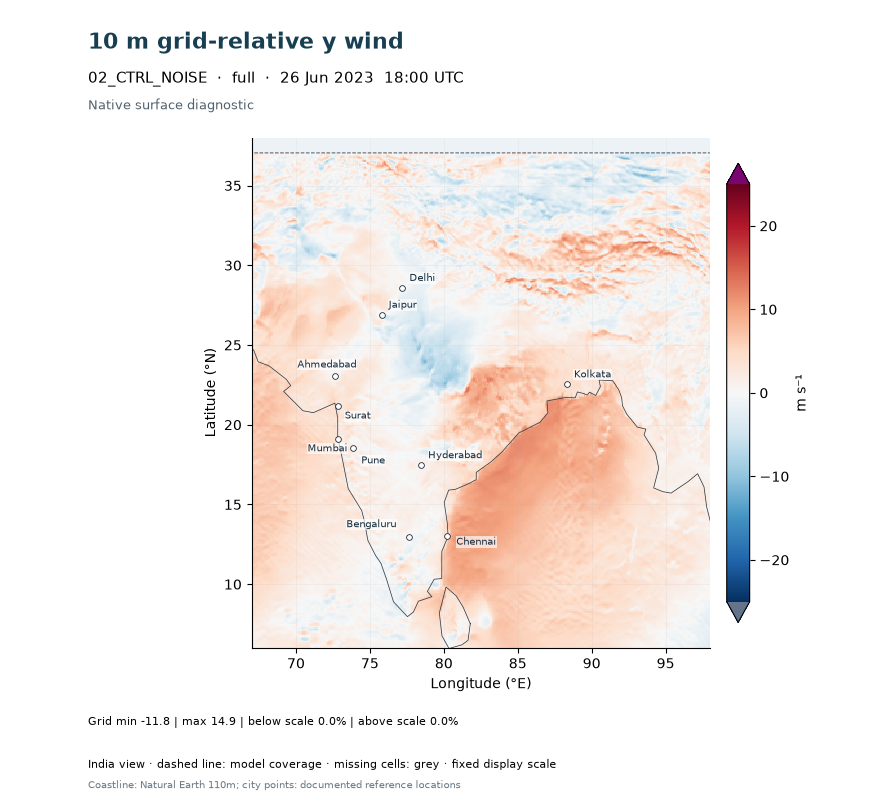 10 m grid-relative y wind
02_CTRL_NOISE · full · 26 Jun 2023 18:00 UTC
Native surface diagnostic
35
30
25
20
15
10
Latitude (°N)
70
75
80
85
90
95
Longitude (°E)
Delhi
Jaipur
Ahmedabad
Kolkata
Surat
Mumbai
Pune
Hyderabad
Bengaluru
Chennai
20
10
0
−10
−20
m s⁻¹
Grid min -11.8 | max 14.9 | below scale 0.0% | above scale 0.0%
India view · dashed line: model coverage · missing cells: grey · fixed display scale
Coastline: Natural Earth 110m; city points: documented reference locations